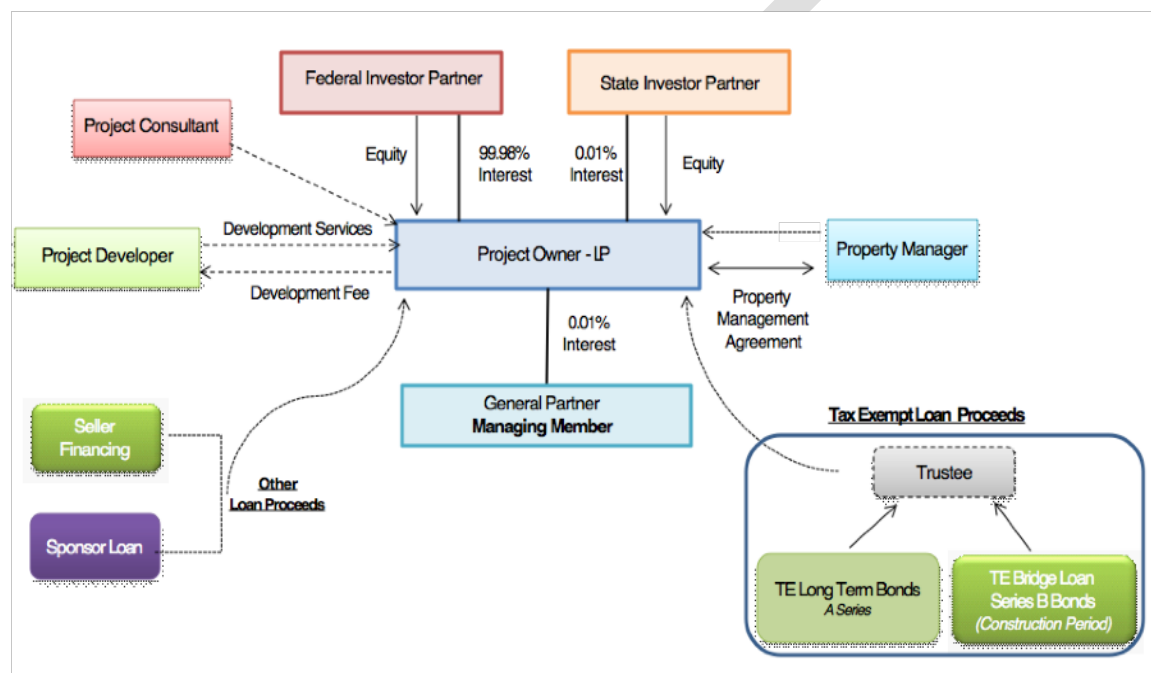 Federal Investor Partner
State Investor Partner
Project Consultant
Equity
99.98%
Interest
0.01%
Interest
Equity
Development Services
Project Developer
Project Owner - LP
Property Manager
Development Fee
Property
Management
Agreement
0.01%
Interest
General Partner
Managing Member
Seller
Financing
Other
Loan Proceeds
Sponsor Loan
Tax Exempt Loan Proceeds
Trustee
TE Long Term Bonds
A Series
TE Bridge Loan
Series B Bonds
(Construction Period)